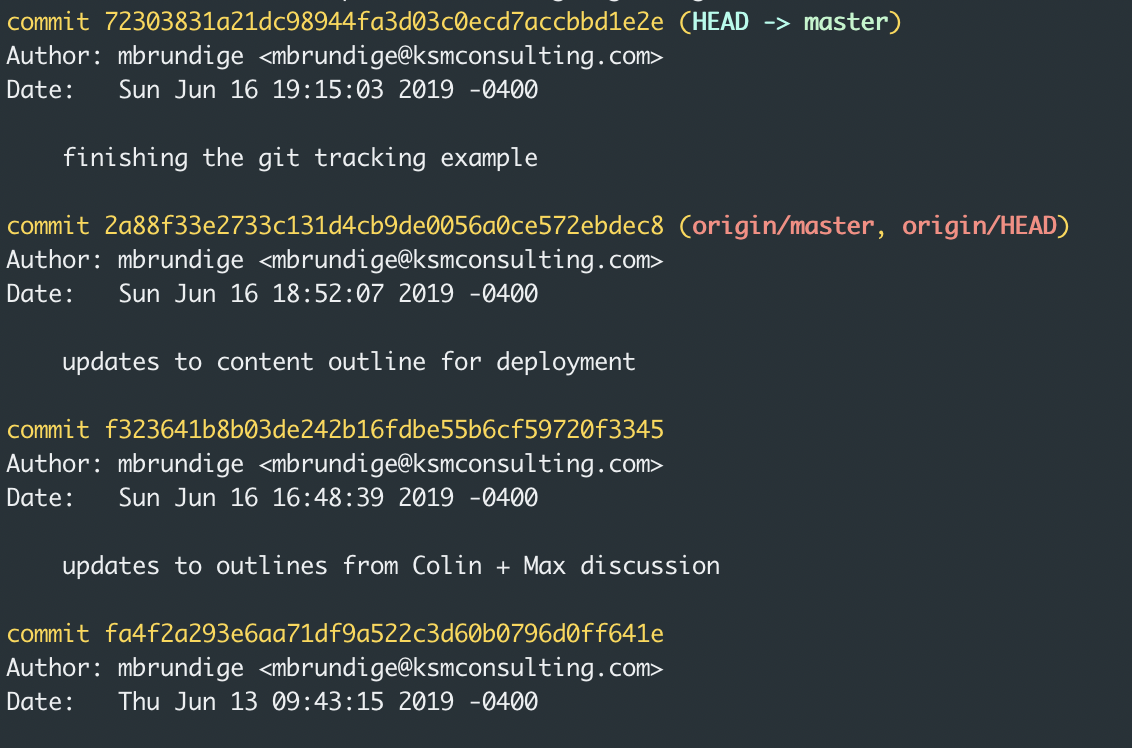 commit 72303831a21dc98944fa3d03c0ecd7accbbd1e2e (HEAD -> master)
Author: mbrundige <mbrundige@ksmconsulting.com>
Date:   Sun Jun 16 19:15:03 2019 -0400
    finishing the git tracking example
commit 2a88f33e2733c131d4cb9de0056a0ce572ebdec8 (origin/master, origin/HEAD)
Author: mbrundige <mbrundige@ksmconsulting.com>
Date:   Sun Jun 16 18:52:07 2019 -0400
    updates to content outline for deployment
commit f323641b8b03de242b16fdbe55b6cf59720f3345
Author: mbrundige <mbrundige@ksmconsulting.com>
Date:   Sun Jun 16 16:48:39 2019 -0400
    updates to outlines from Colin + Max discussion
commit fa4f2a293e6aa71df9a522c3d60b0796d0ff641e
Author: mbrundige <mbrundige@ksmconsulting.com>
Date:   Thu Jun 13 09:43:15 2019 -0400